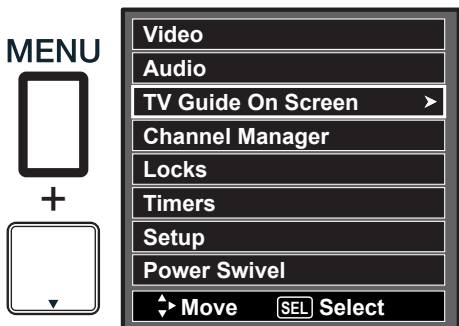 MENU
+
Video
Audio
TV Guide On Screen
Channel Manager
Locks
Timers
Setup
Power Swivel
Move SEL Select